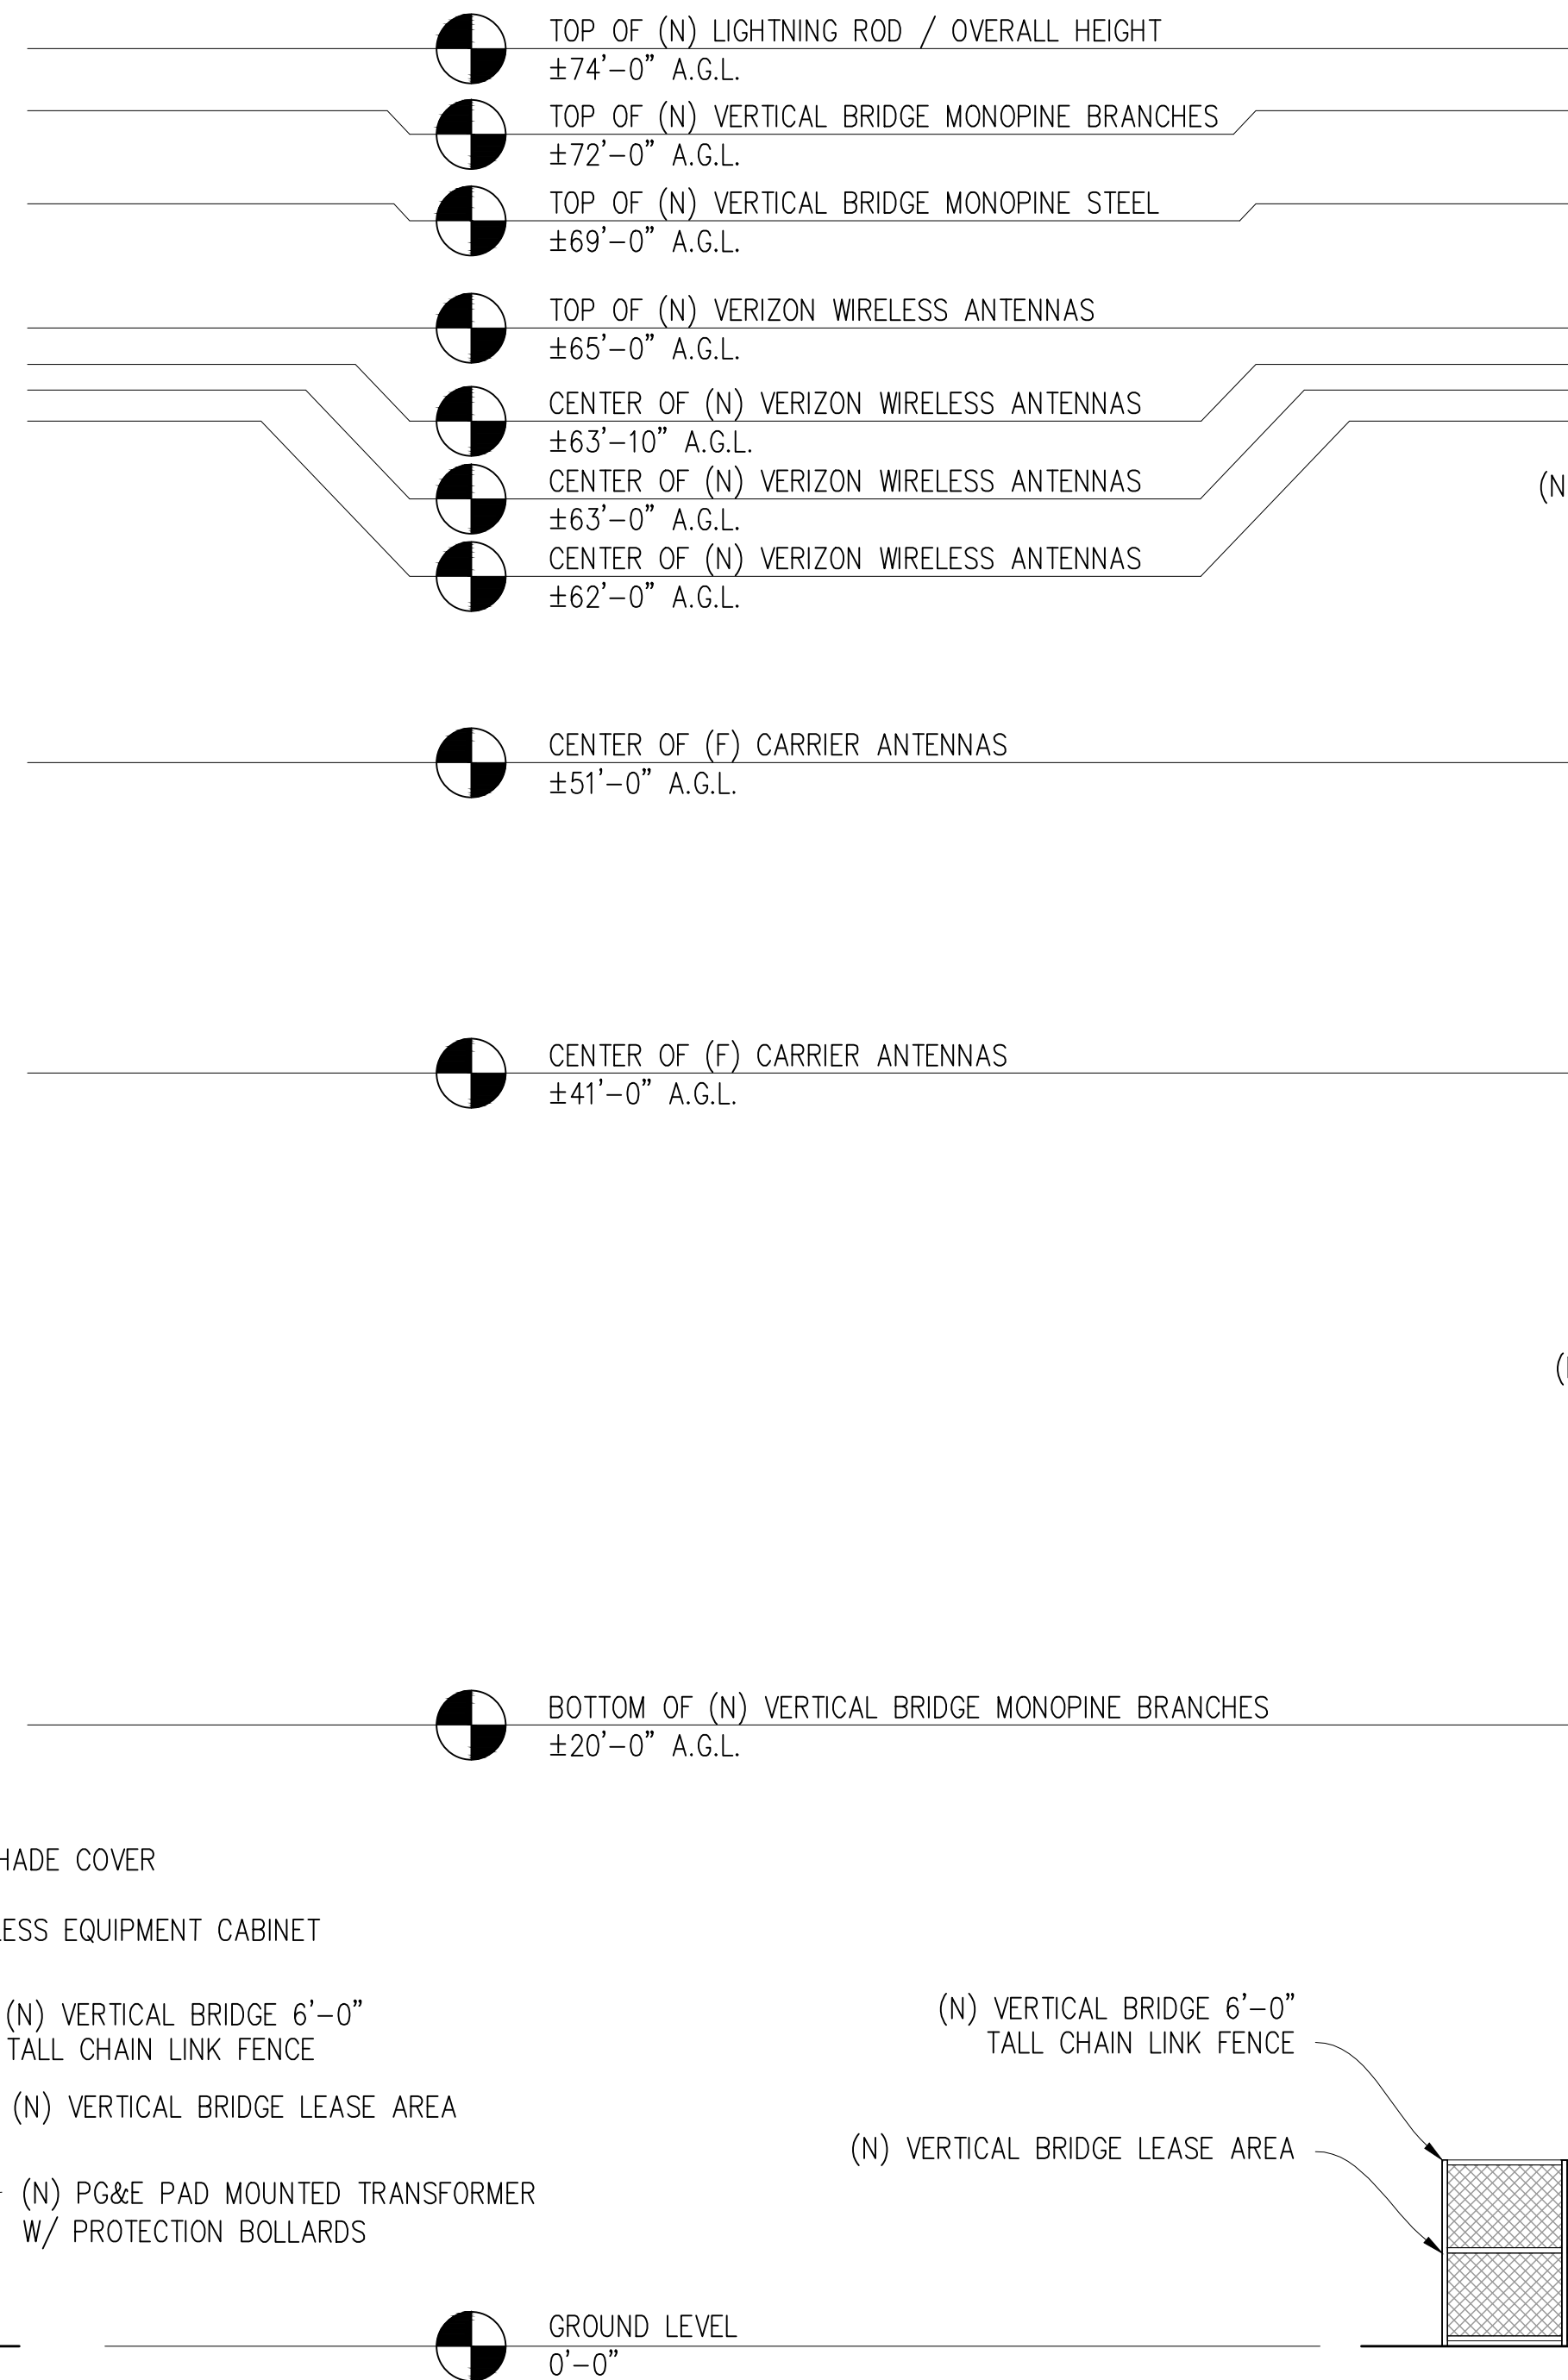 TOP OF (N) LIGHTNING ROD / OVERALL HEIGHT
±74'-0" A.G.L.
TOP OF (N) VERTICAL BRIDGE MONOPINE BRANCHES
±72'-0" A.G.L.
TOP OF (N) VERTICAL BRIDGE MONOPINE STEEL
±69'-0" A.G.L.
TOP OF (N) VERIZON WIRELESS ANTENNAS
±65'-0" A.G.L.
CENTER OF (N) VERIZON WIRELESS ANTENNAS
±63'-10" A.G.L.
CENTER OF (N) VERIZON WIRELESS ANTENNAS
±63'-0" A.G.L.
(N
CENTER OF (N) VERIZON WIRELESS ANTENNAS
±62'-0" A.G.L.
CENTER OF (F) CARRIER ANTENNAS
±51'-0" A.G.L.
CENTER OF (F) CARRIER ANTENNAS
±41'-0" A.G.L.
BOTTOM OF (N) VERTICAL BRIDGE MONOPINE BRANCHES
±20'-0" A.G.L.
HADE COVER
LESS EQUIPMENT CABINET
(N) VERTICAL BRIDGE 6'-0"
TALL CHAIN LINK FENCE
(N) VERTICAL BRIDGE LEASE AREA
(N) PG&E PAD MOUNTED TRANSFORMER
W/ PROTECTION BOLLARDS
(N) VERTICAL BRIDGE 6'-0"
TALL CHAIN LINK FENCE
(N) VERTICAL BRIDGE LEASE AREA
GROUND LEVEL
0'-0"